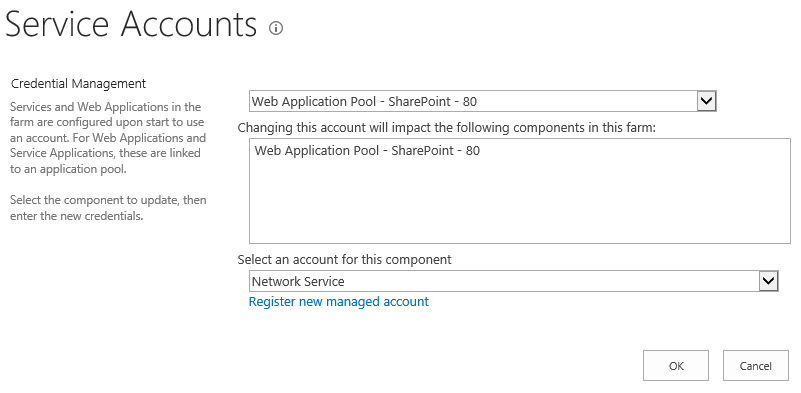 Service Accounts
Credential Management
Services and Web Applications in the
farm are configured upon start to use
an account. For Web Applications and
Service Applications, these are linked
to an application pool.
Select the component to update, then
enter the new credentials.
Web Application Pool - SharePoint - 80
Changing this account will impact the following components in this farm:
Web Application Pool - SharePoint - 80
Select an account for this component
Network Service
Register new managed account
OK
Cancel